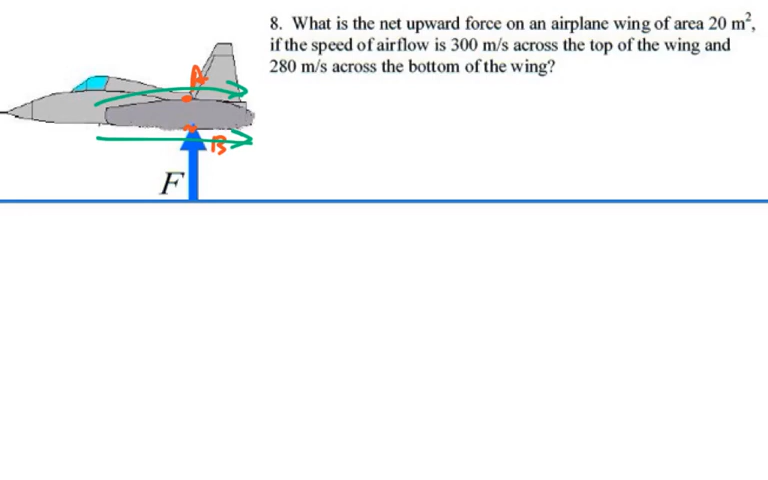 8. What is the net upward force on an airplane wing of area 20 m²,
if the speed of airflow is 300 m/s across the top of the wing and
280 m/s across the bottom of the wing?
A
B
F